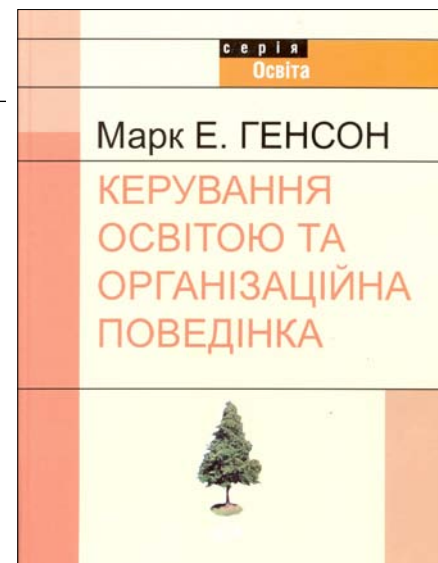 серія
Освіта
Марк Е. ГЕНСОН
КЕРУВАННЯ
ОСВІТОЮ ТА
ОРГАНІЗАЦІЙНА
ПОВЕДІНКА